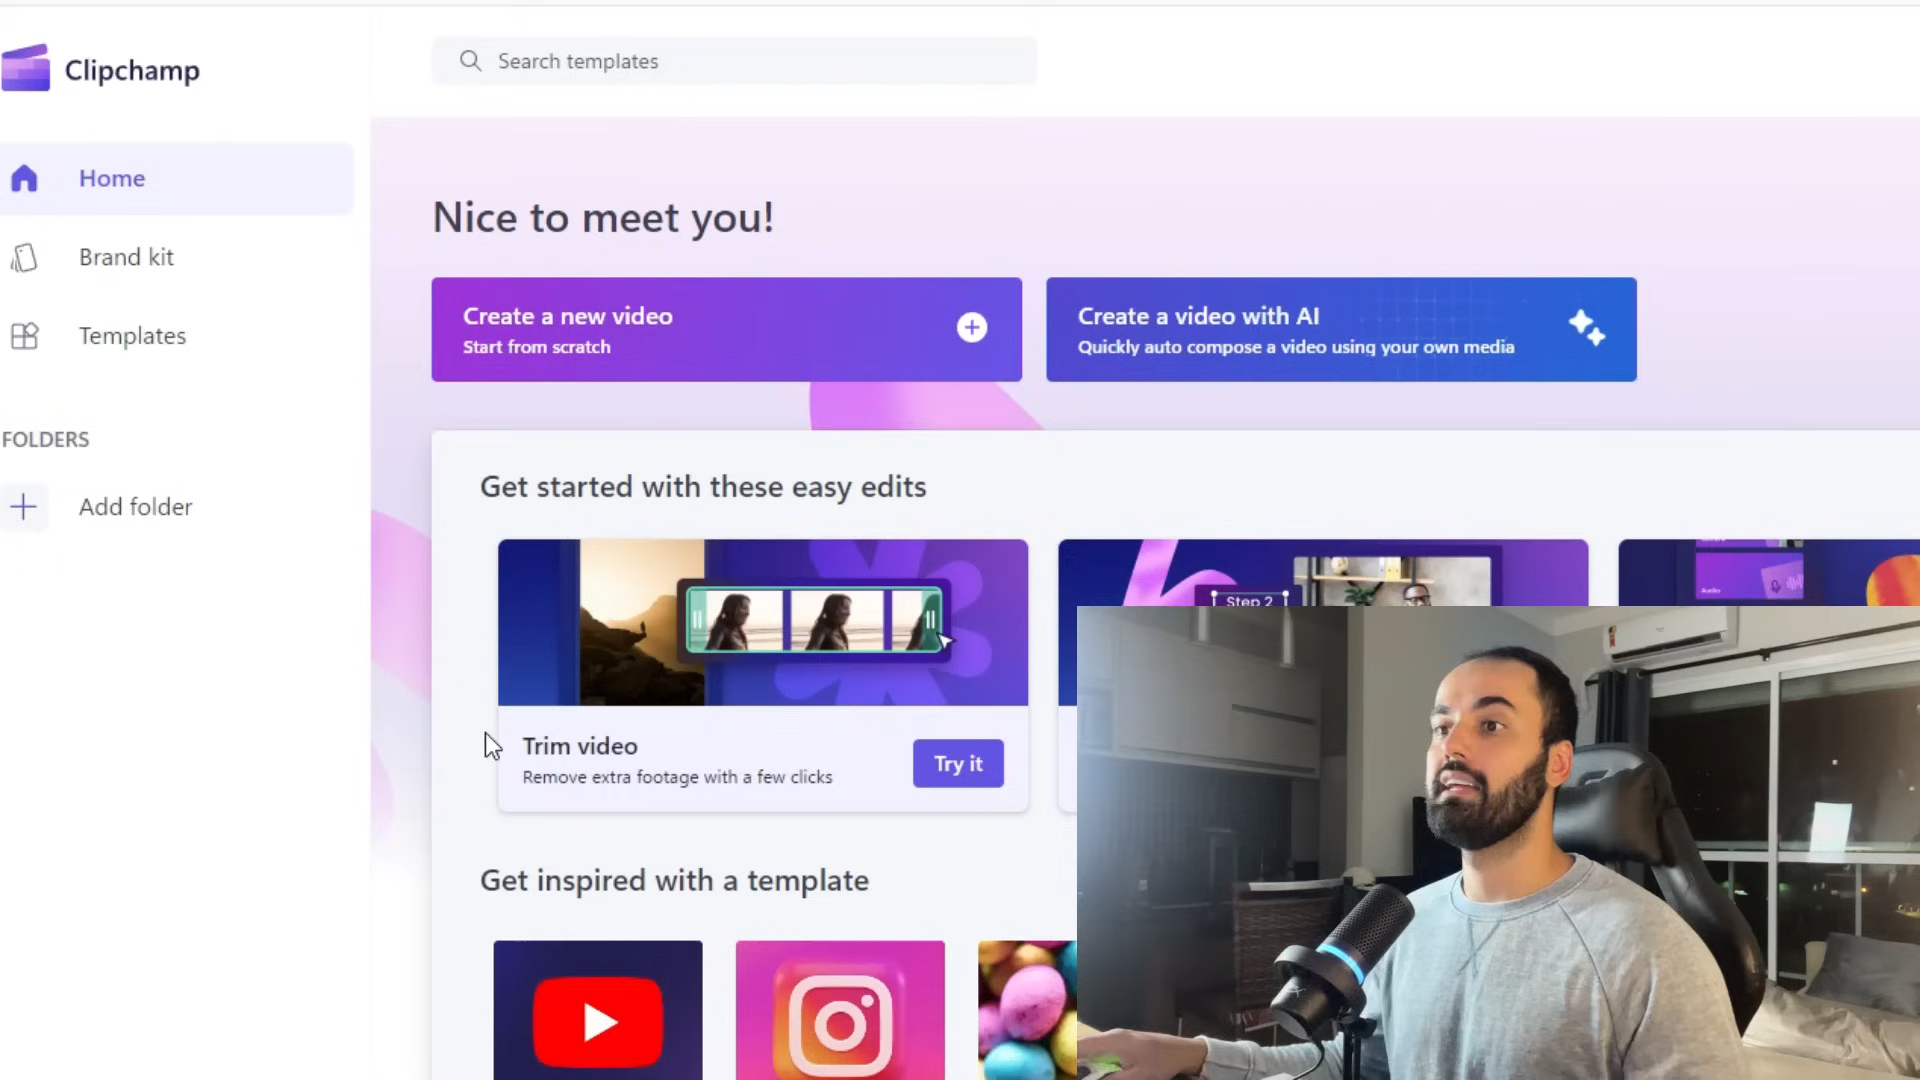 Clipchamp
Search templates
Home
Brand kit
Templates
FOLDERS
Add folder
Nice to meet you!
Create a new video
Start from scratch
Create a video with AI
Quickly auto compose a video using your own media
Get started with these easy edits
Step 2
Audio
Trim video
Remove extra footage with a few clicks
Try it
Get inspired with a template